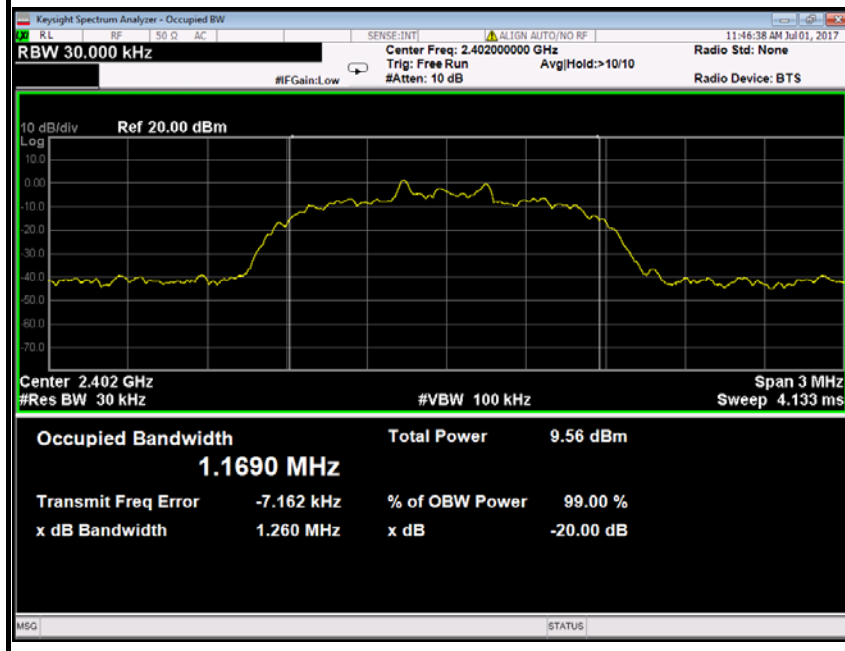 Keysight Spectrum Analyzer - Occupied BW
RL RF 50 Ω AC SENSE:INT ALIGN AUTO/NO RF 11:46:38 AM Jul 01, 2017
RBW 30.000 kHz Center Freq: 2.402000000 GHz Radio Std: None
Trig: Free Run Avg|Hold:>10/10
#IFGain:Low #Atten: 10 dB Radio Device: BTS
10 dB/div Ref 20.00 dBm
Log
10.0
0.00
-10.0
-20.0
-30.0
-40.0
-50.0
-60.0
-70.0
Center 2.402 GHz Span 3 MHz
#Res BW 30 kHz #VBW 100 kHz Sweep 4.133 ms
Occupied Bandwidth Total Power 9.56 dBm
1.1690 MHz
Transmit Freq Error -7.162 kHz % of OBW Power 99.00 %
x dB Bandwidth 1.260 MHz x dB -20.00 dB
MSG STATUS